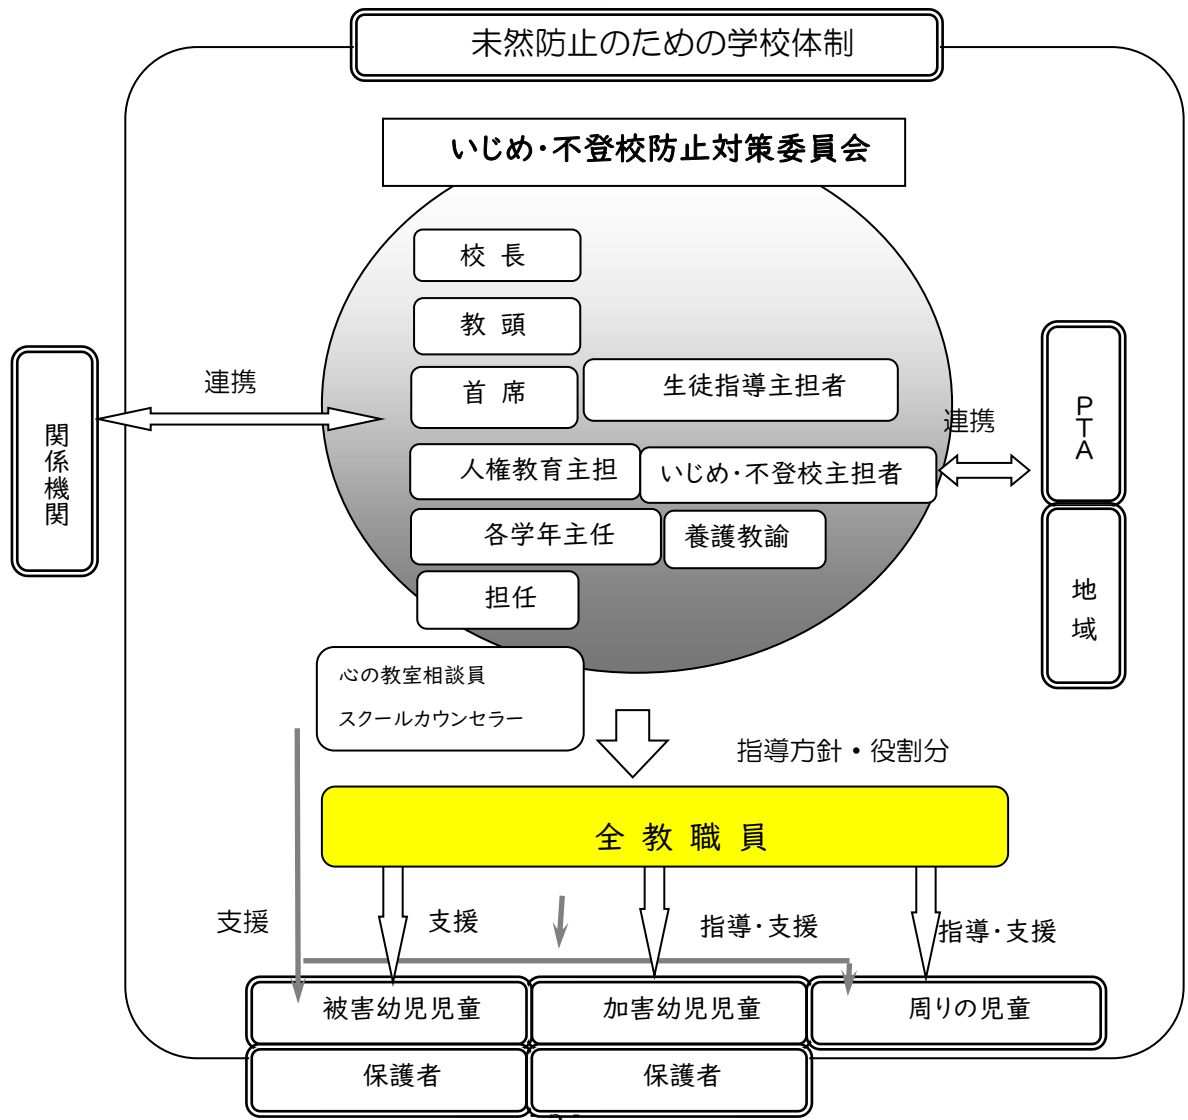 未然防止のための学校体制
いじめ・不登校防止対策委員会
校長
教頭
首席
生徒指導主担者
人権教育主担
いじめ・不登校主担者
各学年主任
養護教諭
担任
心の教室相談員
スクールカウンセラー
連携
関係機関
連携
PTA
地域
指導方針・役割分
全教職員
支援
支援
指導・支援
指導・支援
被害幼児児童
加害幼児児童
周りの児童
保護者
保護者